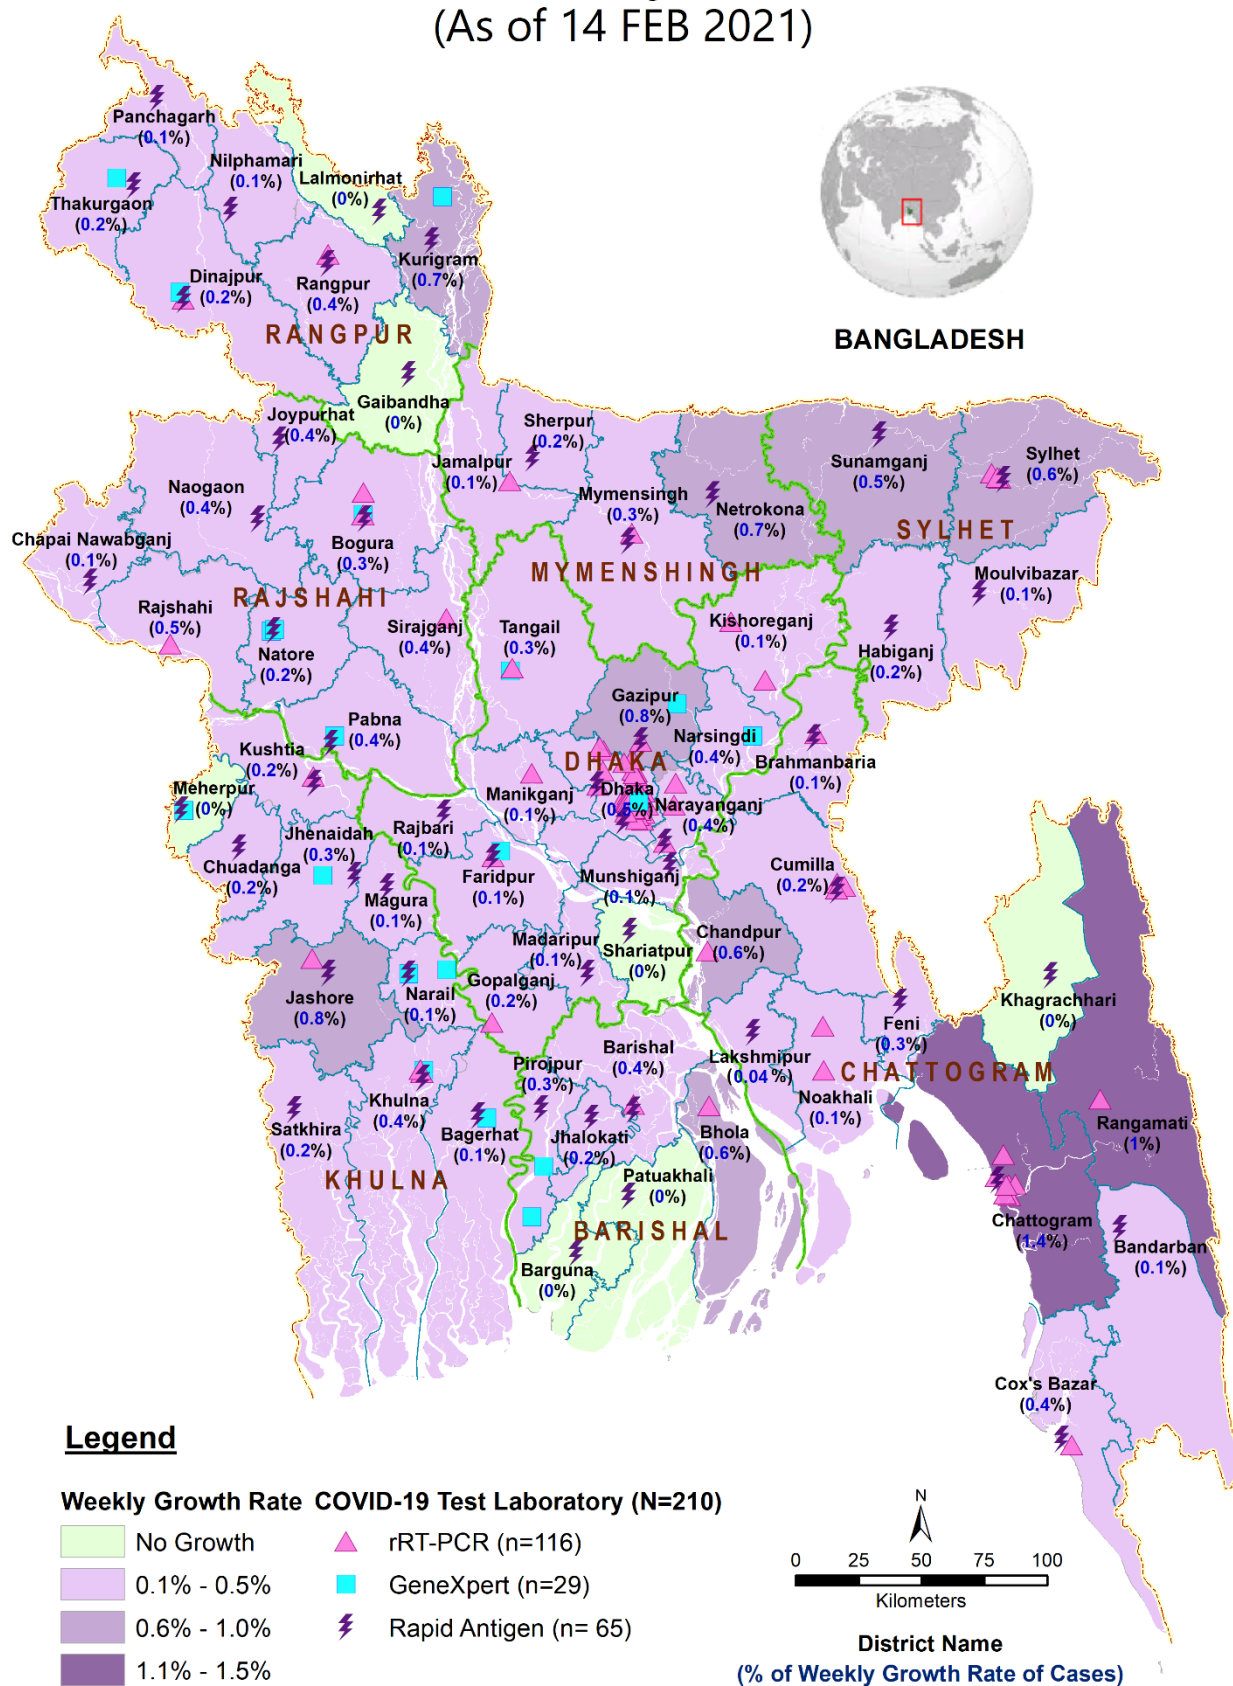 (As of 14 FEB 2021)
Panchagarh
(0.1%)
Nilphamari
(0.1%)
Lalmonirhat
(0%)
Thakurgaon
(0.2%)
Kurigram
(0.7%)
Dinajpur
(0.2%)
Rangpur
(0.4%)
RANGPUR
BANGLADESH
Gaibandha
(0%)
Joypurhat
(0.4%)
Sherpur
(0.2%)
Jamalpur
(0.1%)
Sunamganj
(0.5%)
Sylhet
(0.6%)
Naogaon
(0.4%)
Mymensingh
(0.3%)
Netrokona
(0.7%)
SYLHET
Chapai Nawabganj
(0.1%)
Bogura
(0.3%)
MYMENSHINGH
Moulvibazar
(0.1%)
RAJSHAHI
Rajshahi
(0.5%)
Sirajganj
(0.4%)
Tangail
(0.3%)
Kishoreganj
(0.1%)
Habiganj
(0.2%)
Natore
(0.2%)
Gazipur
(0.8%)
Pabna
(0.4%)
Narsingdi
(0.4%)
Kushtia
(0.2%)
DHAKA
Brahmanbaria
(0.1%)
Meherpur
(0%)
Manikganj
(0.1%)
Dhaka
(0.5%)
Narayanganj
(0.4%)
Jhenaidah
(0.3%)
Rajbari
(0.1%)
Chuadanga
(0.2%)
Faridpur
(0.1%)
Munshiganj
(0.1%)
Cumilla
(0.2%)
Magura
(0.1%)
Chandpur
(0.6%)
Madaripur
(0.1%)
Shariatpur
(0%)
Gopalganj
(0.2%)
Jashore
(0.8%)
Narail
(0.1%)
Khagrachhari
(0%)
Feni
(0.3%)
Barishal
(0.4%)
Lakshmipur
(0.04%)
CHATTOGRAM
Pirojpur
(0.3%)
Noakhali
(0.1%)
Khulna
(0.4%)
Satkhira
(0.2%)
Bagerhat
(0.1%)
Jhalokati
(0.2%)
Bhola
(0.6%)
Rangamati
(1%)
KHULNA
Patuakhali
(0%)
BARISHAL
Chattogram
(1.4%)
Bandarban
(0.1%)
Barguna
(0%)
Cox's Bazar
(0.4%)
Legend
Weekly Growth Rate COVID-19 Test Laboratory (N=210)
No Growth
rRT-PCR (n=116)
0.1% - 0.5%
GeneXpert (n=29)
0.6% - 1.0%
Rapid Antigen (n= 65)
1.1% - 1.5%
N
0 25 50 75 100
Kilometers
District Name
(% of Weekly Growth Rate of Cases)